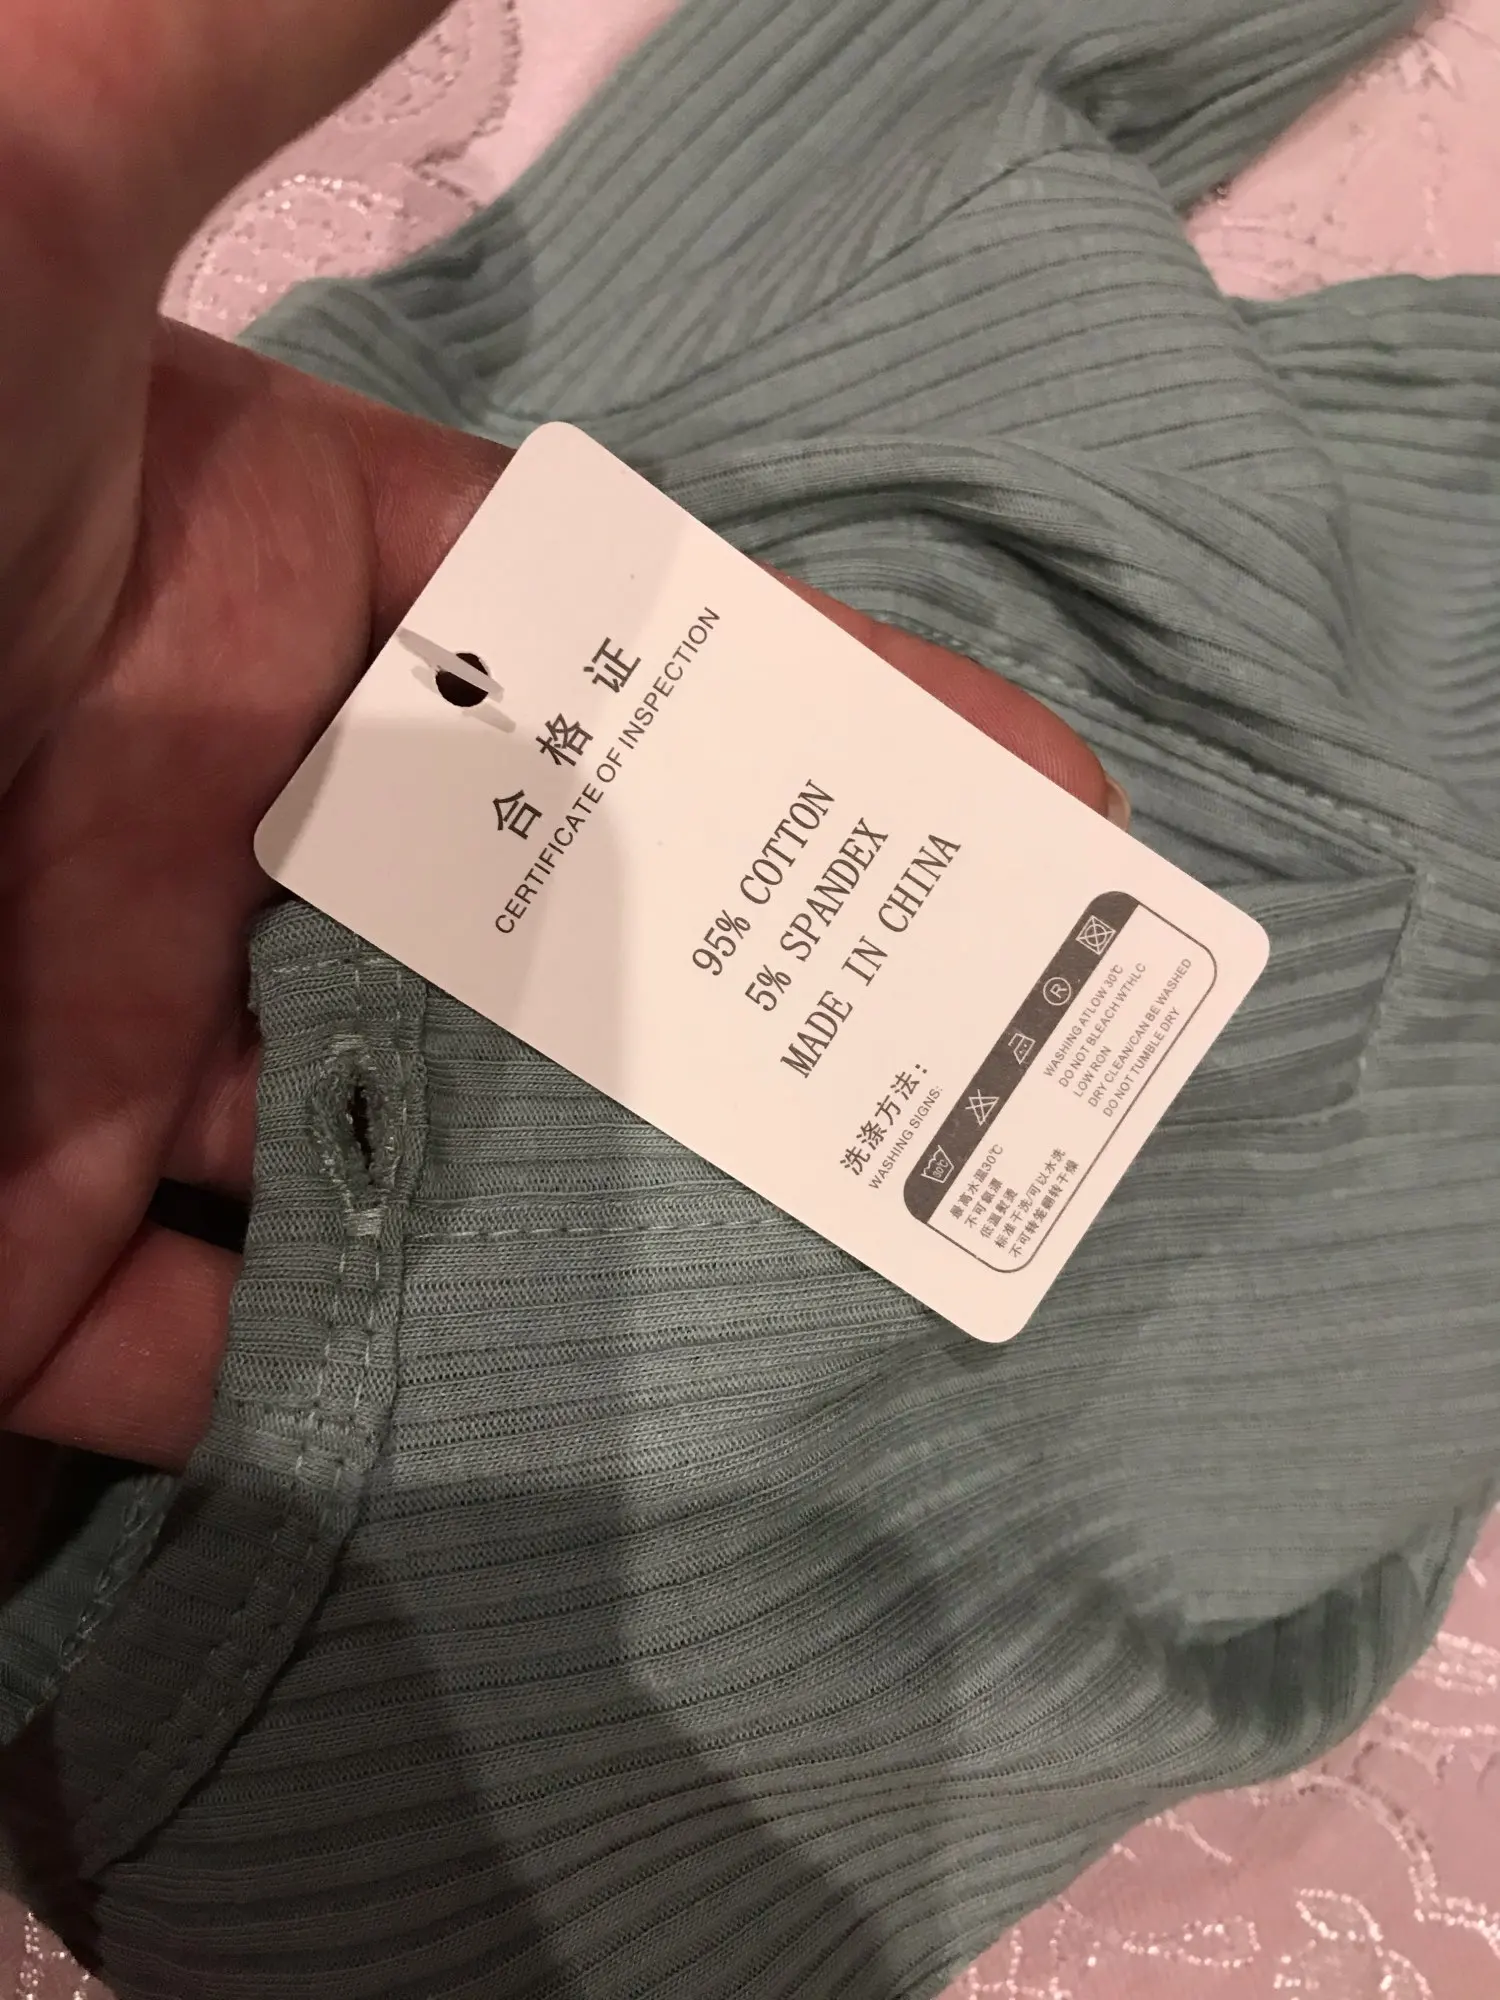 合格证
CERTIFICATE OF INSPECTION
95% COTTON
5% SPANDEX
MADE IN CHINA
洗涤方法:
WASHING SIGNS:
30℃
R
WASHING ATLOW 30℃
DO NOT BLEACH WTHLC
LOW RON
DRY CLEAN/CAN BE WASHED
DO NOT TUMBLE DRY
最高水温30℃
不可氯漂
低温熨烫
标准干洗/可以水洗
不可转笼翻转干燥